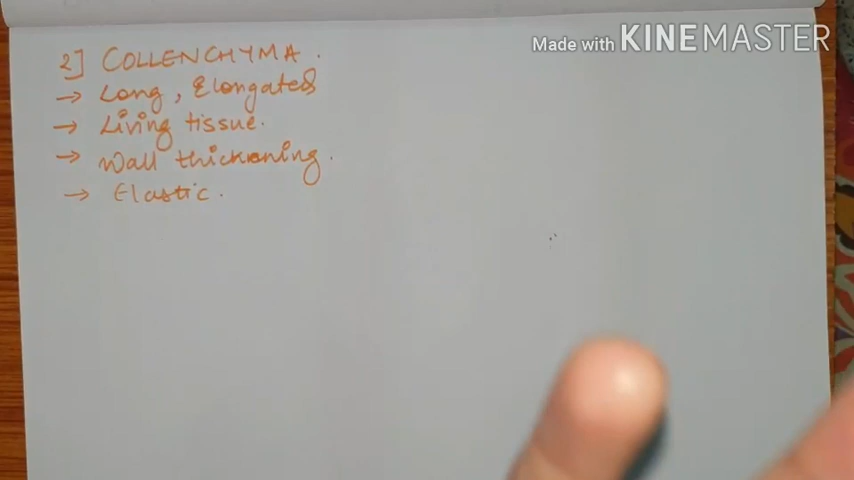 Made with KINEMASTER
2] COLLENCHYMA.
→ Long, Elongated
→ Living tissue.
→ Wall thickening.
→ Elastic.